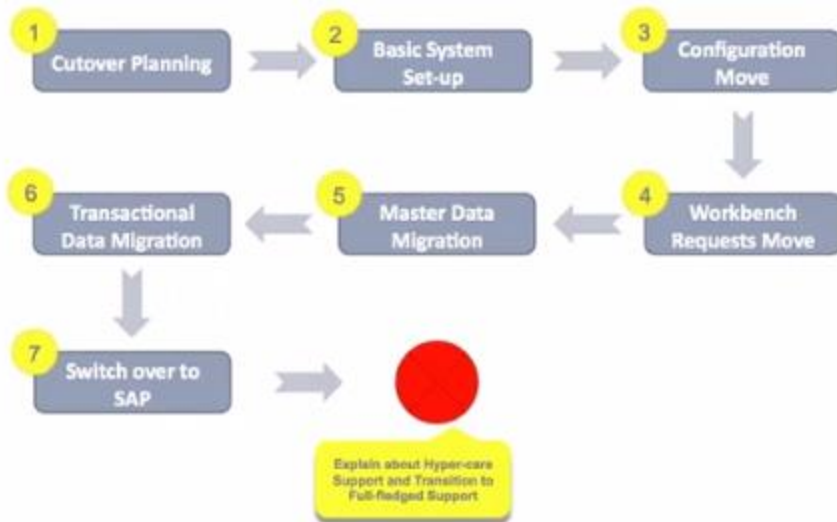 1
Cutover Planning
2
Basic System
Set-up
3
Configuration
Move
4
Workbench
Requests Move
5
Master Data
Migration
6
Transactional
Data Migration
7
Switch over to
SAP
Explain about Hyper-care
Support and Transition to
Full-fledged Support